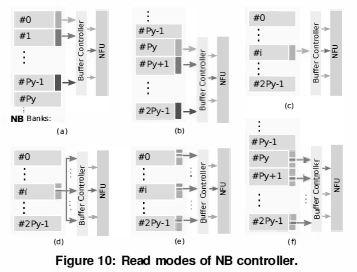 #0
#1
#Py-1
#Py
NB Banks:
Buffer Controller
NFU
(a)
#Py
#Py+1
#2Py-1
Buffer Controller
NFU
(b)
#0
#i
#2Py-1
Buffer Controller
NFU
(c)
#0
#i
#2Py-1
Buffer Controller
NFU
(d)
#0
#i
#2Py-1
Buffer Controller
NFU
(e)
#Py-1
#Py
#Py+1
#2Py-1
Buffer Controller
NFU
(f)
Figure 10: Read modes of NB controller.